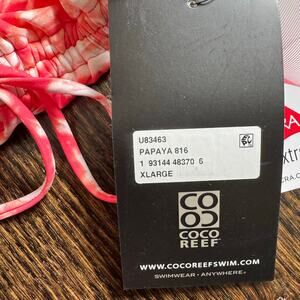 U83463
PAPAYA 816
1 93144 48370 5
XLARGE
CO
CO
COCO
REEF
WWW.COCOREEFSWIM.COM
SWIMWEAR • ANYWHERE.